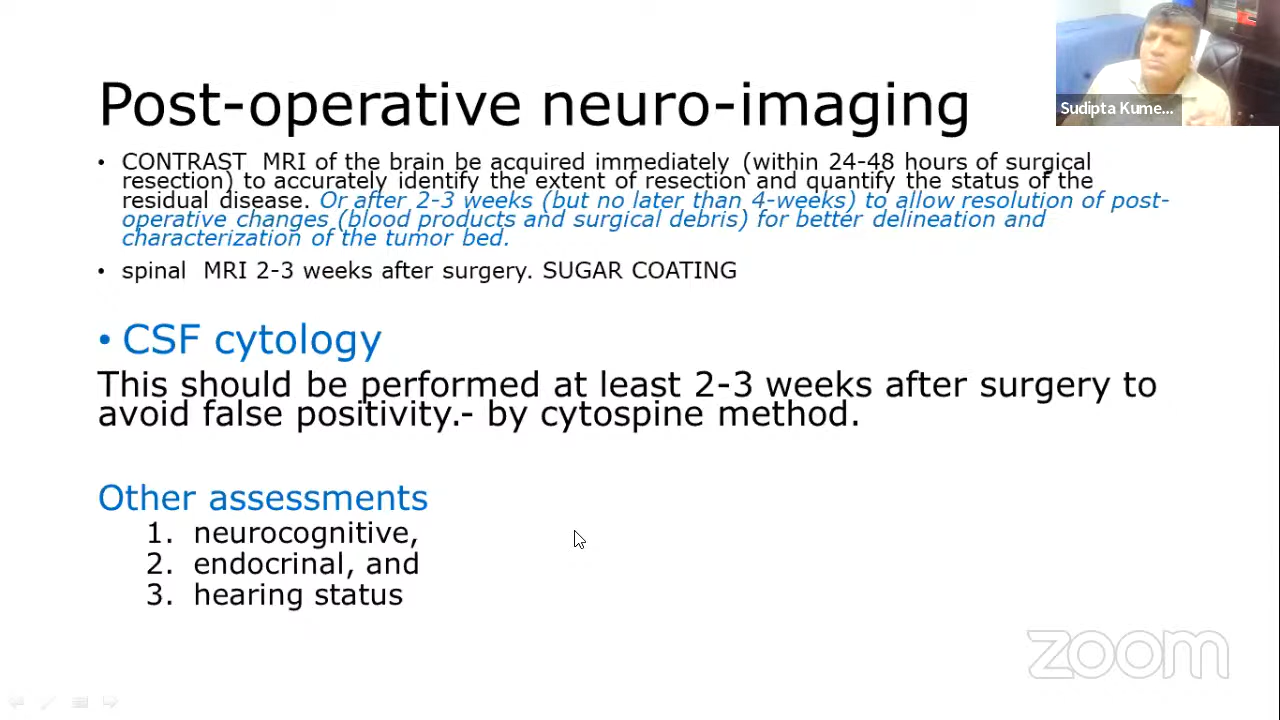 Post-operative neuro-imaging
Sudipta Kume...
• CONTRAST MRI of the brain be acquired immediately (within 24-48 hours of surgical
resection) to accurately identify the extent of resection and quantify the status of the
residual disease. Or after 2-3 weeks (but no later than 4-weeks) to allow resolution of post-
operative changes (blood products and surgical debris) for better delineation and
characterization of the tumor bed.
• spinal MRI 2-3 weeks after surgery. SUGAR COATING
• CSF cytology
This should be performed at least 2-3 weeks after surgery to
avoid false positivity.- by cytospine method.
Other assessments
1. neurocognitive,
2. endocrinal, and
3. hearing status
zoom